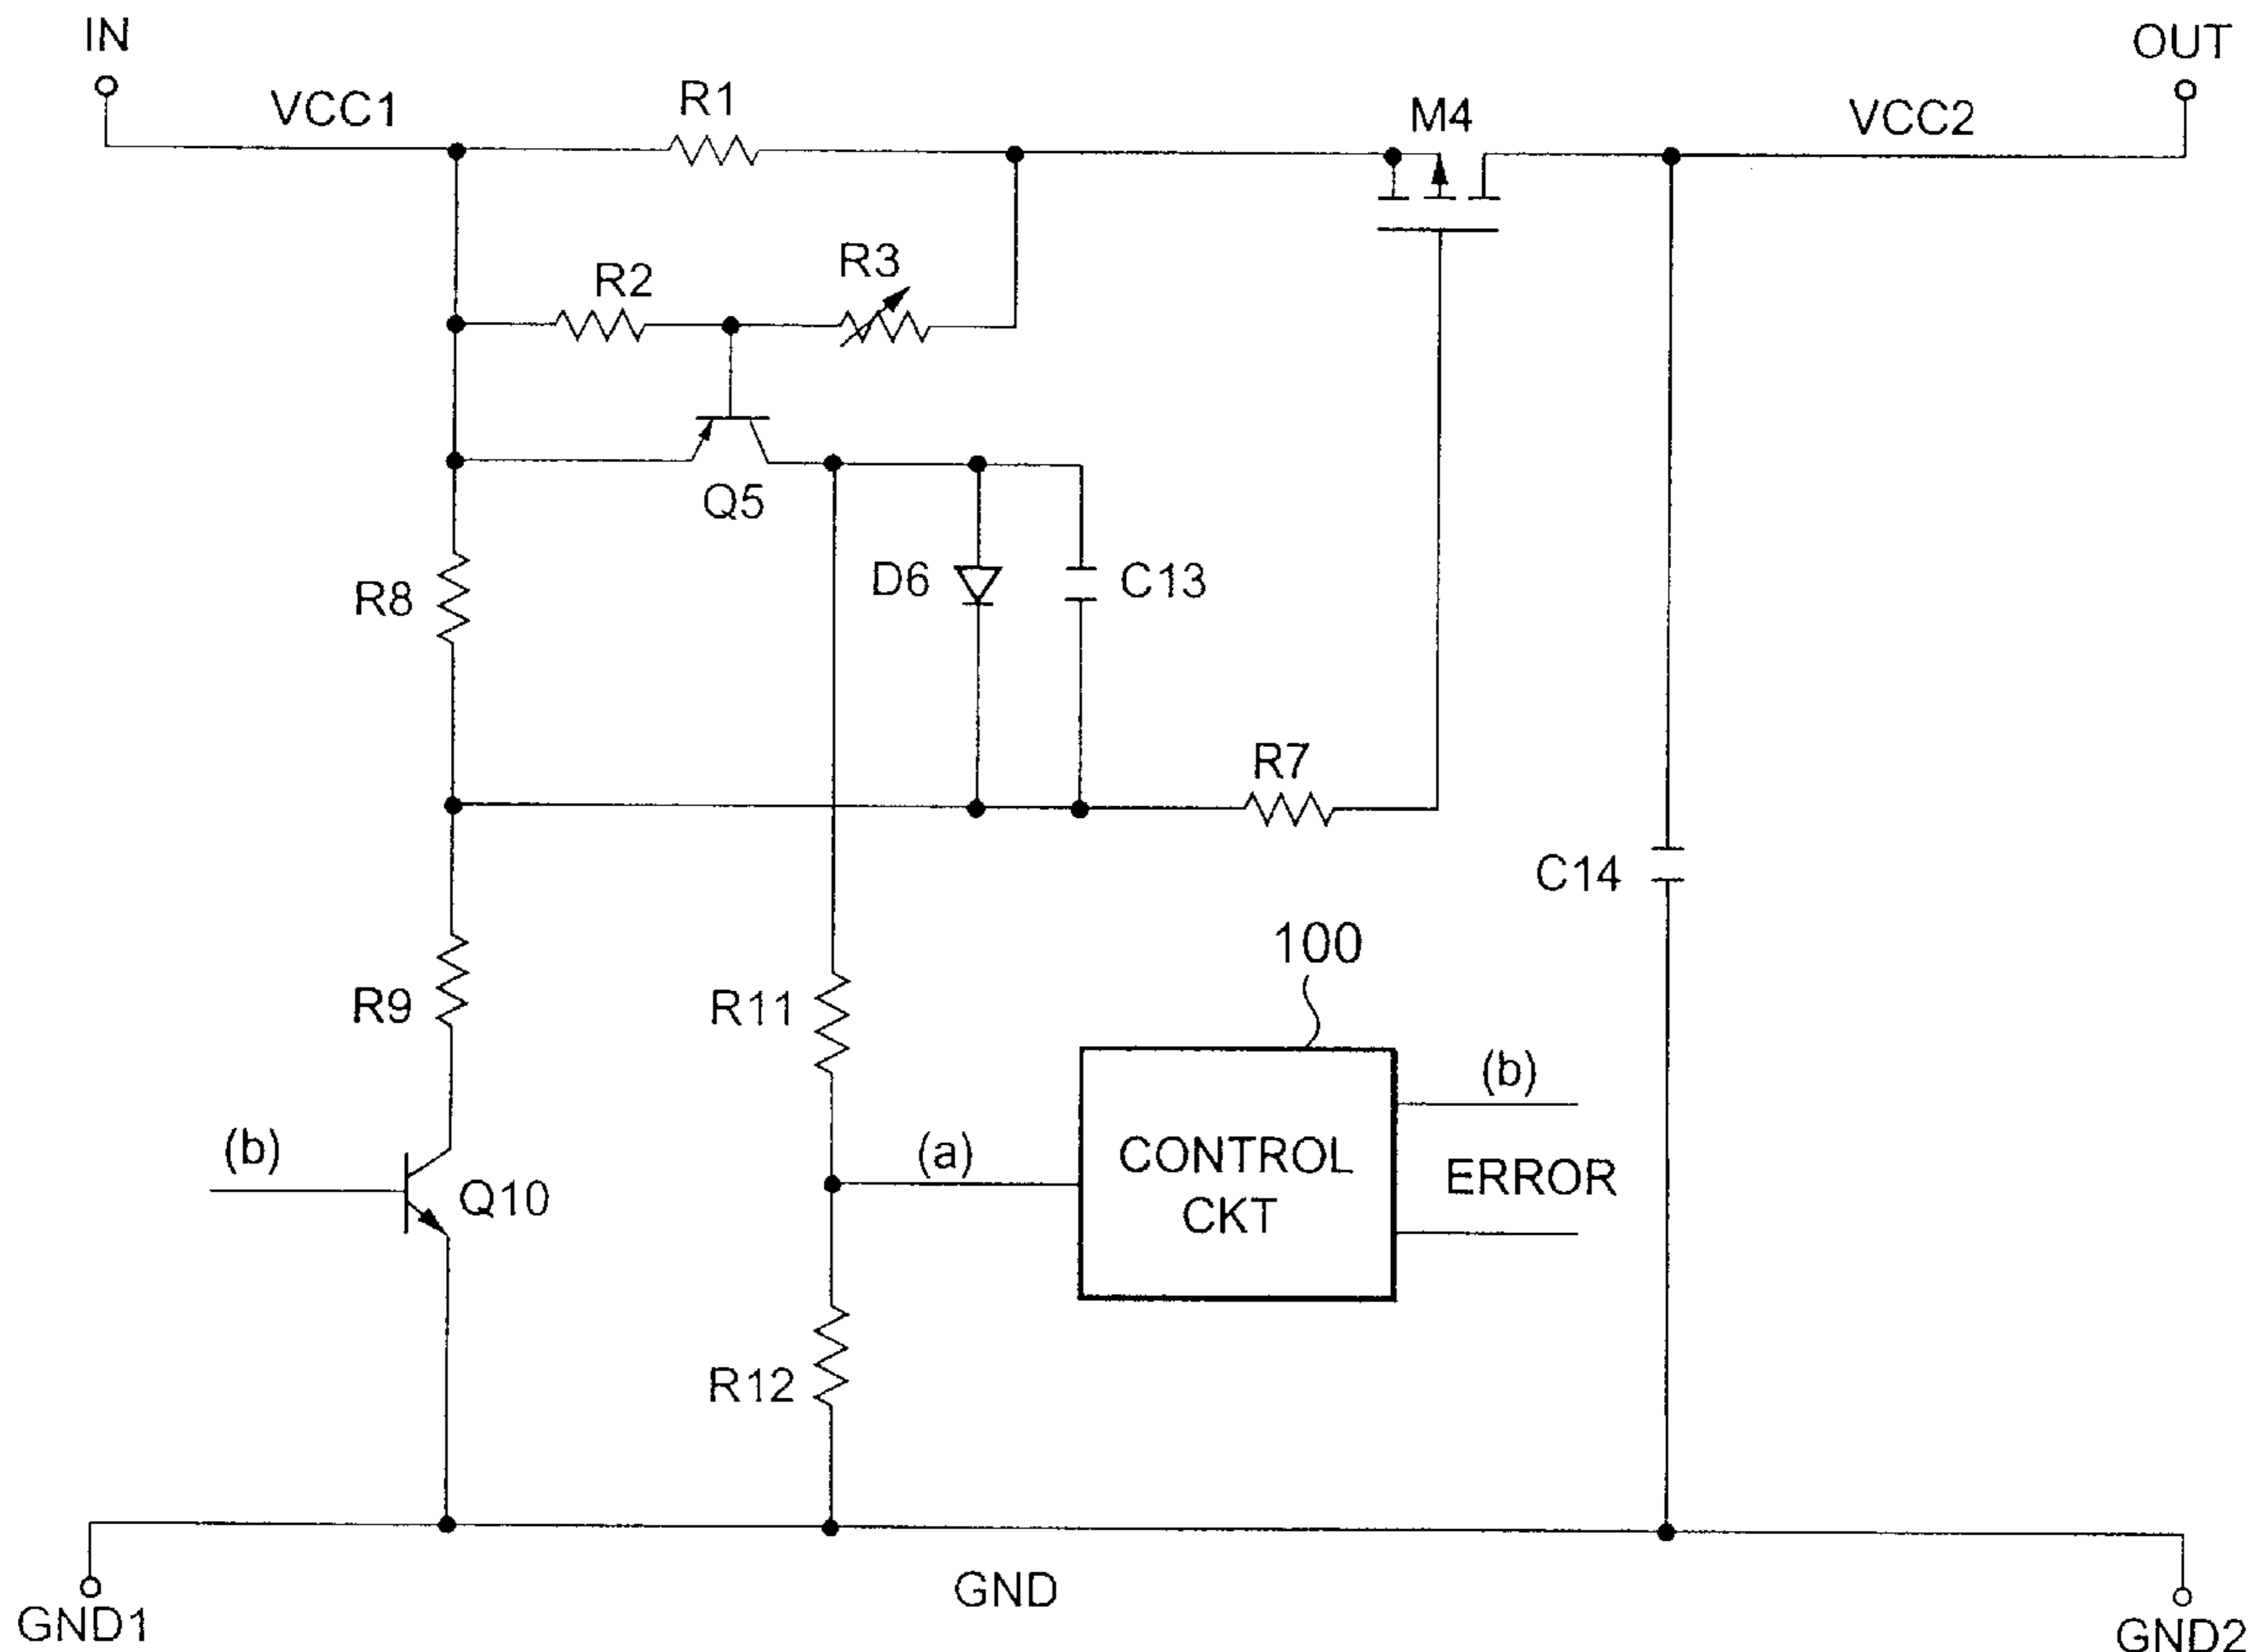 IN
OUT
VCC1
R1
M4
VCC2
R2
R3
Q5
R8
D6
C13
R7
C14
100
R9
R11
(b)
(b)
(a)
CONTROL
CKT
ERROR
Q10
R12
GND
GND1
GND2